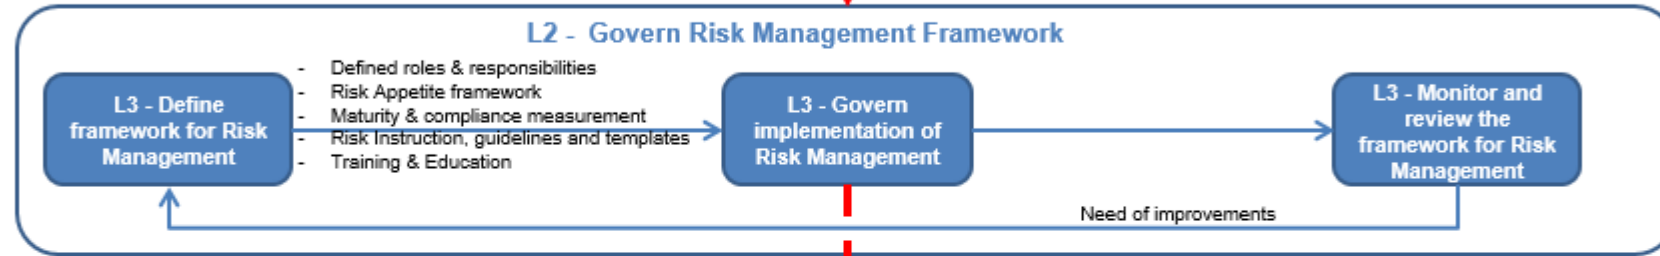 L2 - Govern Risk Management Framework
L3 - Define
framework for Risk
Management
- Defined roles & responsibilities
- Risk Appetite framework
- Maturity & compliance measurement
- Risk Instruction, guidelines and templates
- Training & Education
L3 - Govern
implementation of
Risk Management
L3 - Monitor and
review the
framework for Risk
Management
Need of improvements